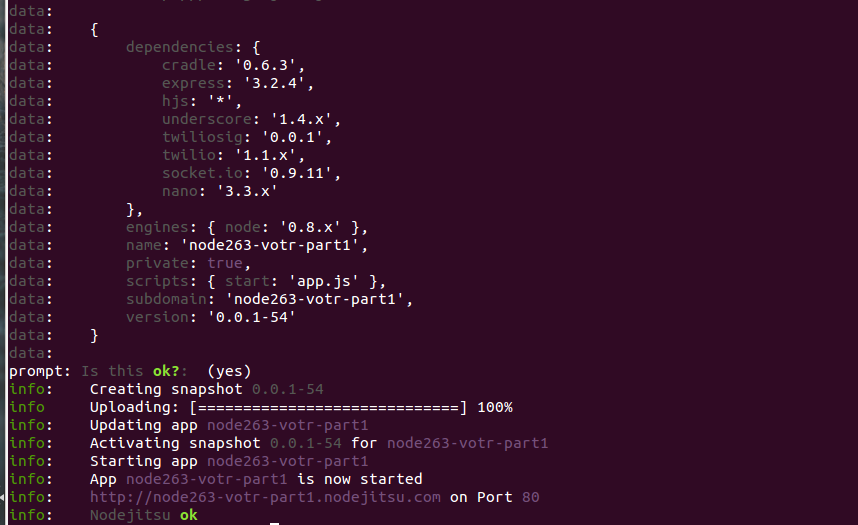 data:
data:    {
data:        dependencies: {
data:            cradle: '0.6.3',
data:            express: '3.2.4',
data:            hjs: '*',
data:            underscore: '1.4.x',
data:            twiliosig: '0.0.1',
data:            twilio: '1.1.x',
data:            socket.io: '0.9.11',
data:            nano: '3.3.x'
data:        },
data:        engines: { node: '0.8.x' },
data:        name: 'node263-votr-part1',
data:        private: true,
data:        scripts: { start: 'app.js' },
data:        subdomain: 'node263-votr-part1',
data:        version: '0.0.1-54'
data:    }
data:
prompt: Is this ok?:  (yes)
info:    Creating snapshot 0.0.1-54
info     Uploading: [=============================] 100%
info:    Updating app node263-votr-part1
info:    Activating snapshot 0.0.1-54 for node263-votr-part1
info:    Starting app node263-votr-part1
info:    App node263-votr-part1 is now started
info:    http://node263-votr-part1.nodejitsu.com on Port 80
info:    Nodejitsu ok